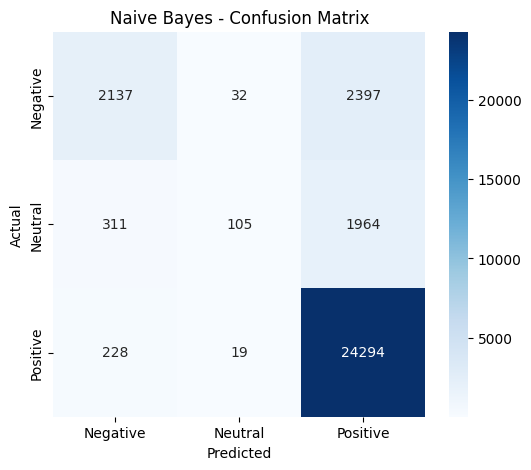 Naive Bayes - Confusion Matrix
Negative
2137
32
2397
Neutral
311
105
1964
Positive
228
19
24294
Actual
Negative
Neutral
Positive
Predicted
20000
15000
10000
5000